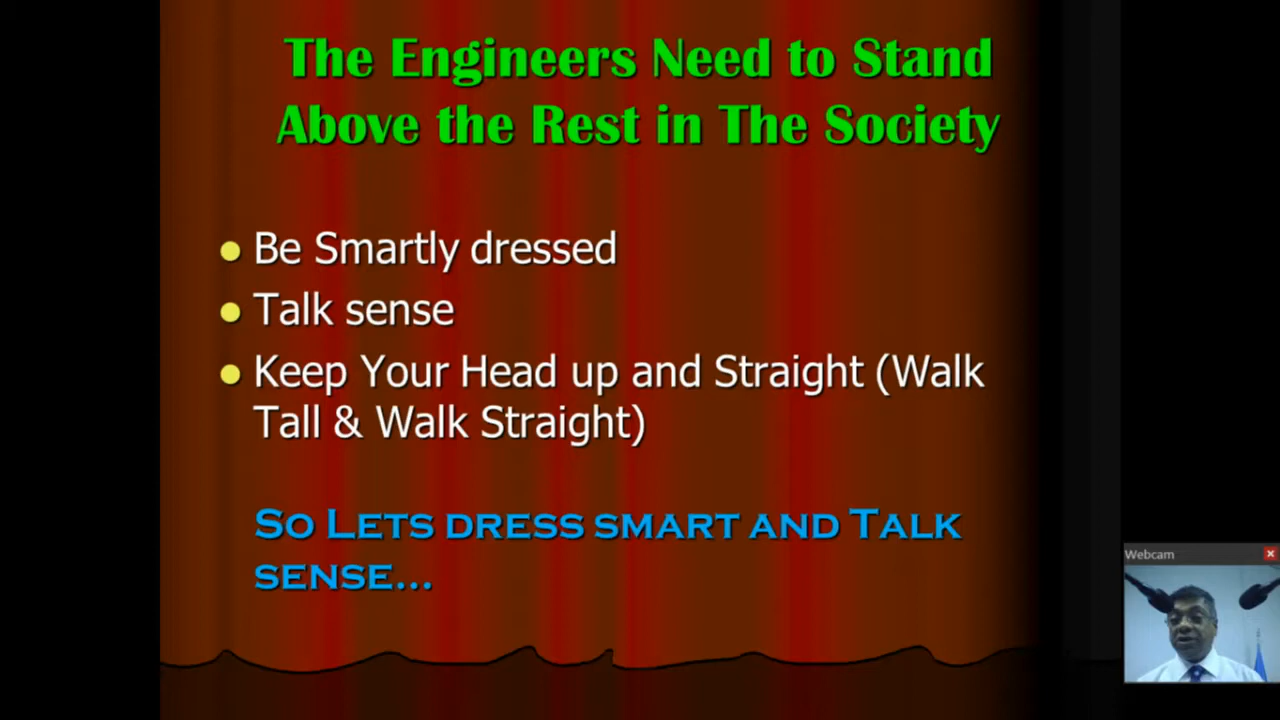 The Engineers Need to Stand
Above the Rest in The Society
Be Smartly dressed
Talk sense
Keep Your Head up and Straight (Walk
Tall & Walk Straight)
So Lets dress smart and Talk
sense...
Webcam